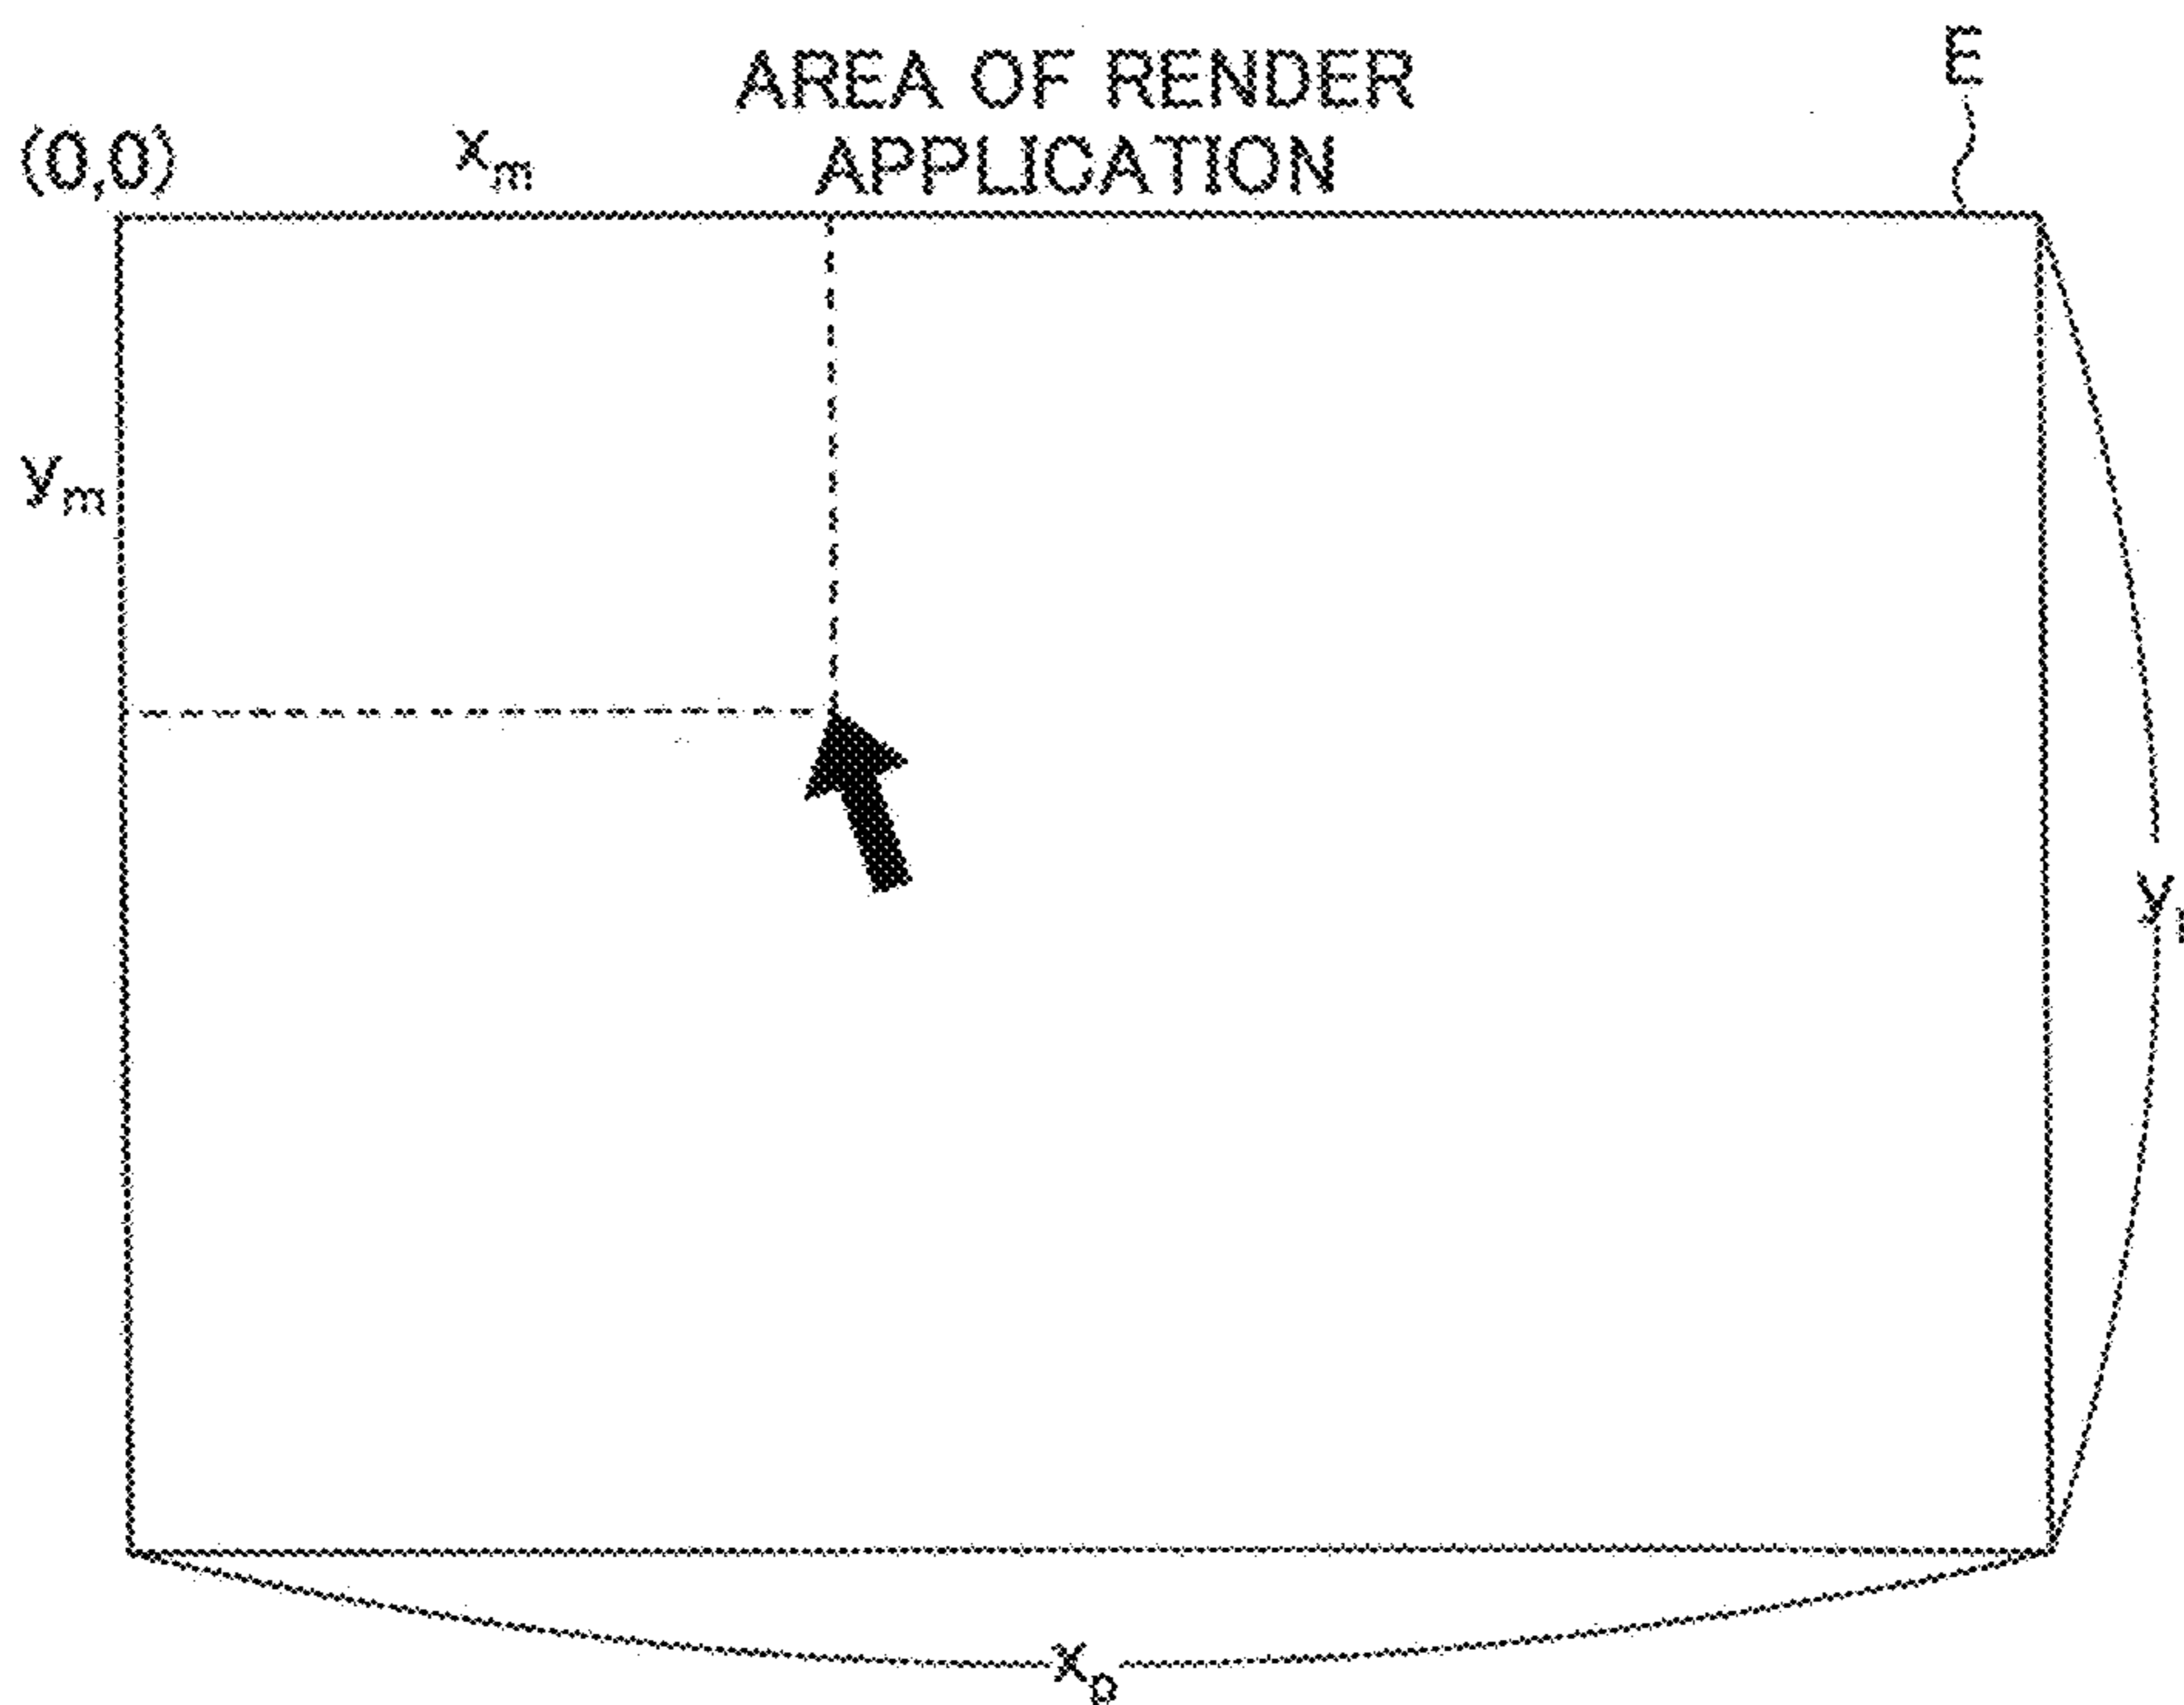 E
AREA OF RENDER
APPLICATION
(0,0)
xₘ
yₘ
xₚ